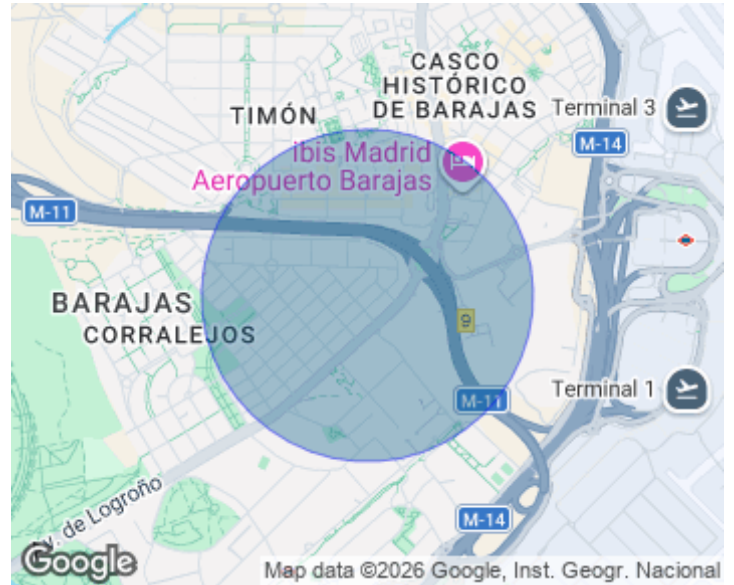 CASCO
HISTÓRICO
DE BARAJAS
TIMÓN
Terminal 3
M-14
ibis Madrid
Aeropuerto Barajas
M-11
BARAJAS
CORRALEJOS
9
Terminal 1
M-11
Av. de Logroño
M-14
Google
Map data ©2026 Google, Inst. Geogr. Nacional